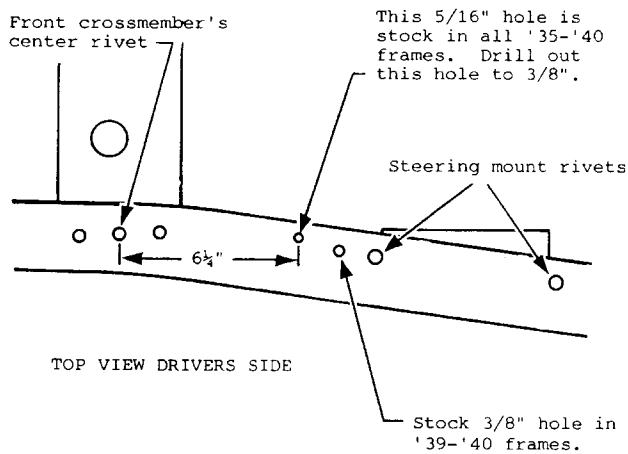 Front crossmember's
center rivet
This 5/16" hole is
stock in all '35-'40
frames. Drill out
this hole to 3/8".
Steering mount rivets
6¼"
TOP VIEW DRIVERS SIDE
Stock 3/8" hole in
'39-'40 frames.